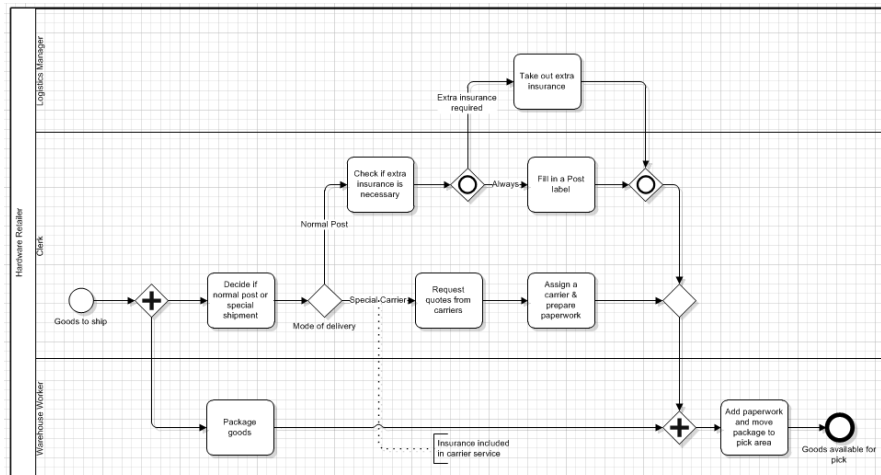 Hardware Retailer
Logistics Manager
Take out extra
insurance
Extra insurance
required
Clerk
Check if extra
insurance is
necessary
Always
Fill in a Post
label
Normal Post
Goods to ship
Decide if
normal post or
special
shipment
Mode of delivery
Special Carrier
Request
quotes from
carriers
Assign a
carrier &
prepare
paperwork
Warehouse Worker
Package
goods
Insurance included
in carrier service
Add paperwork
and move
package to
pick area
Goods available for
pick